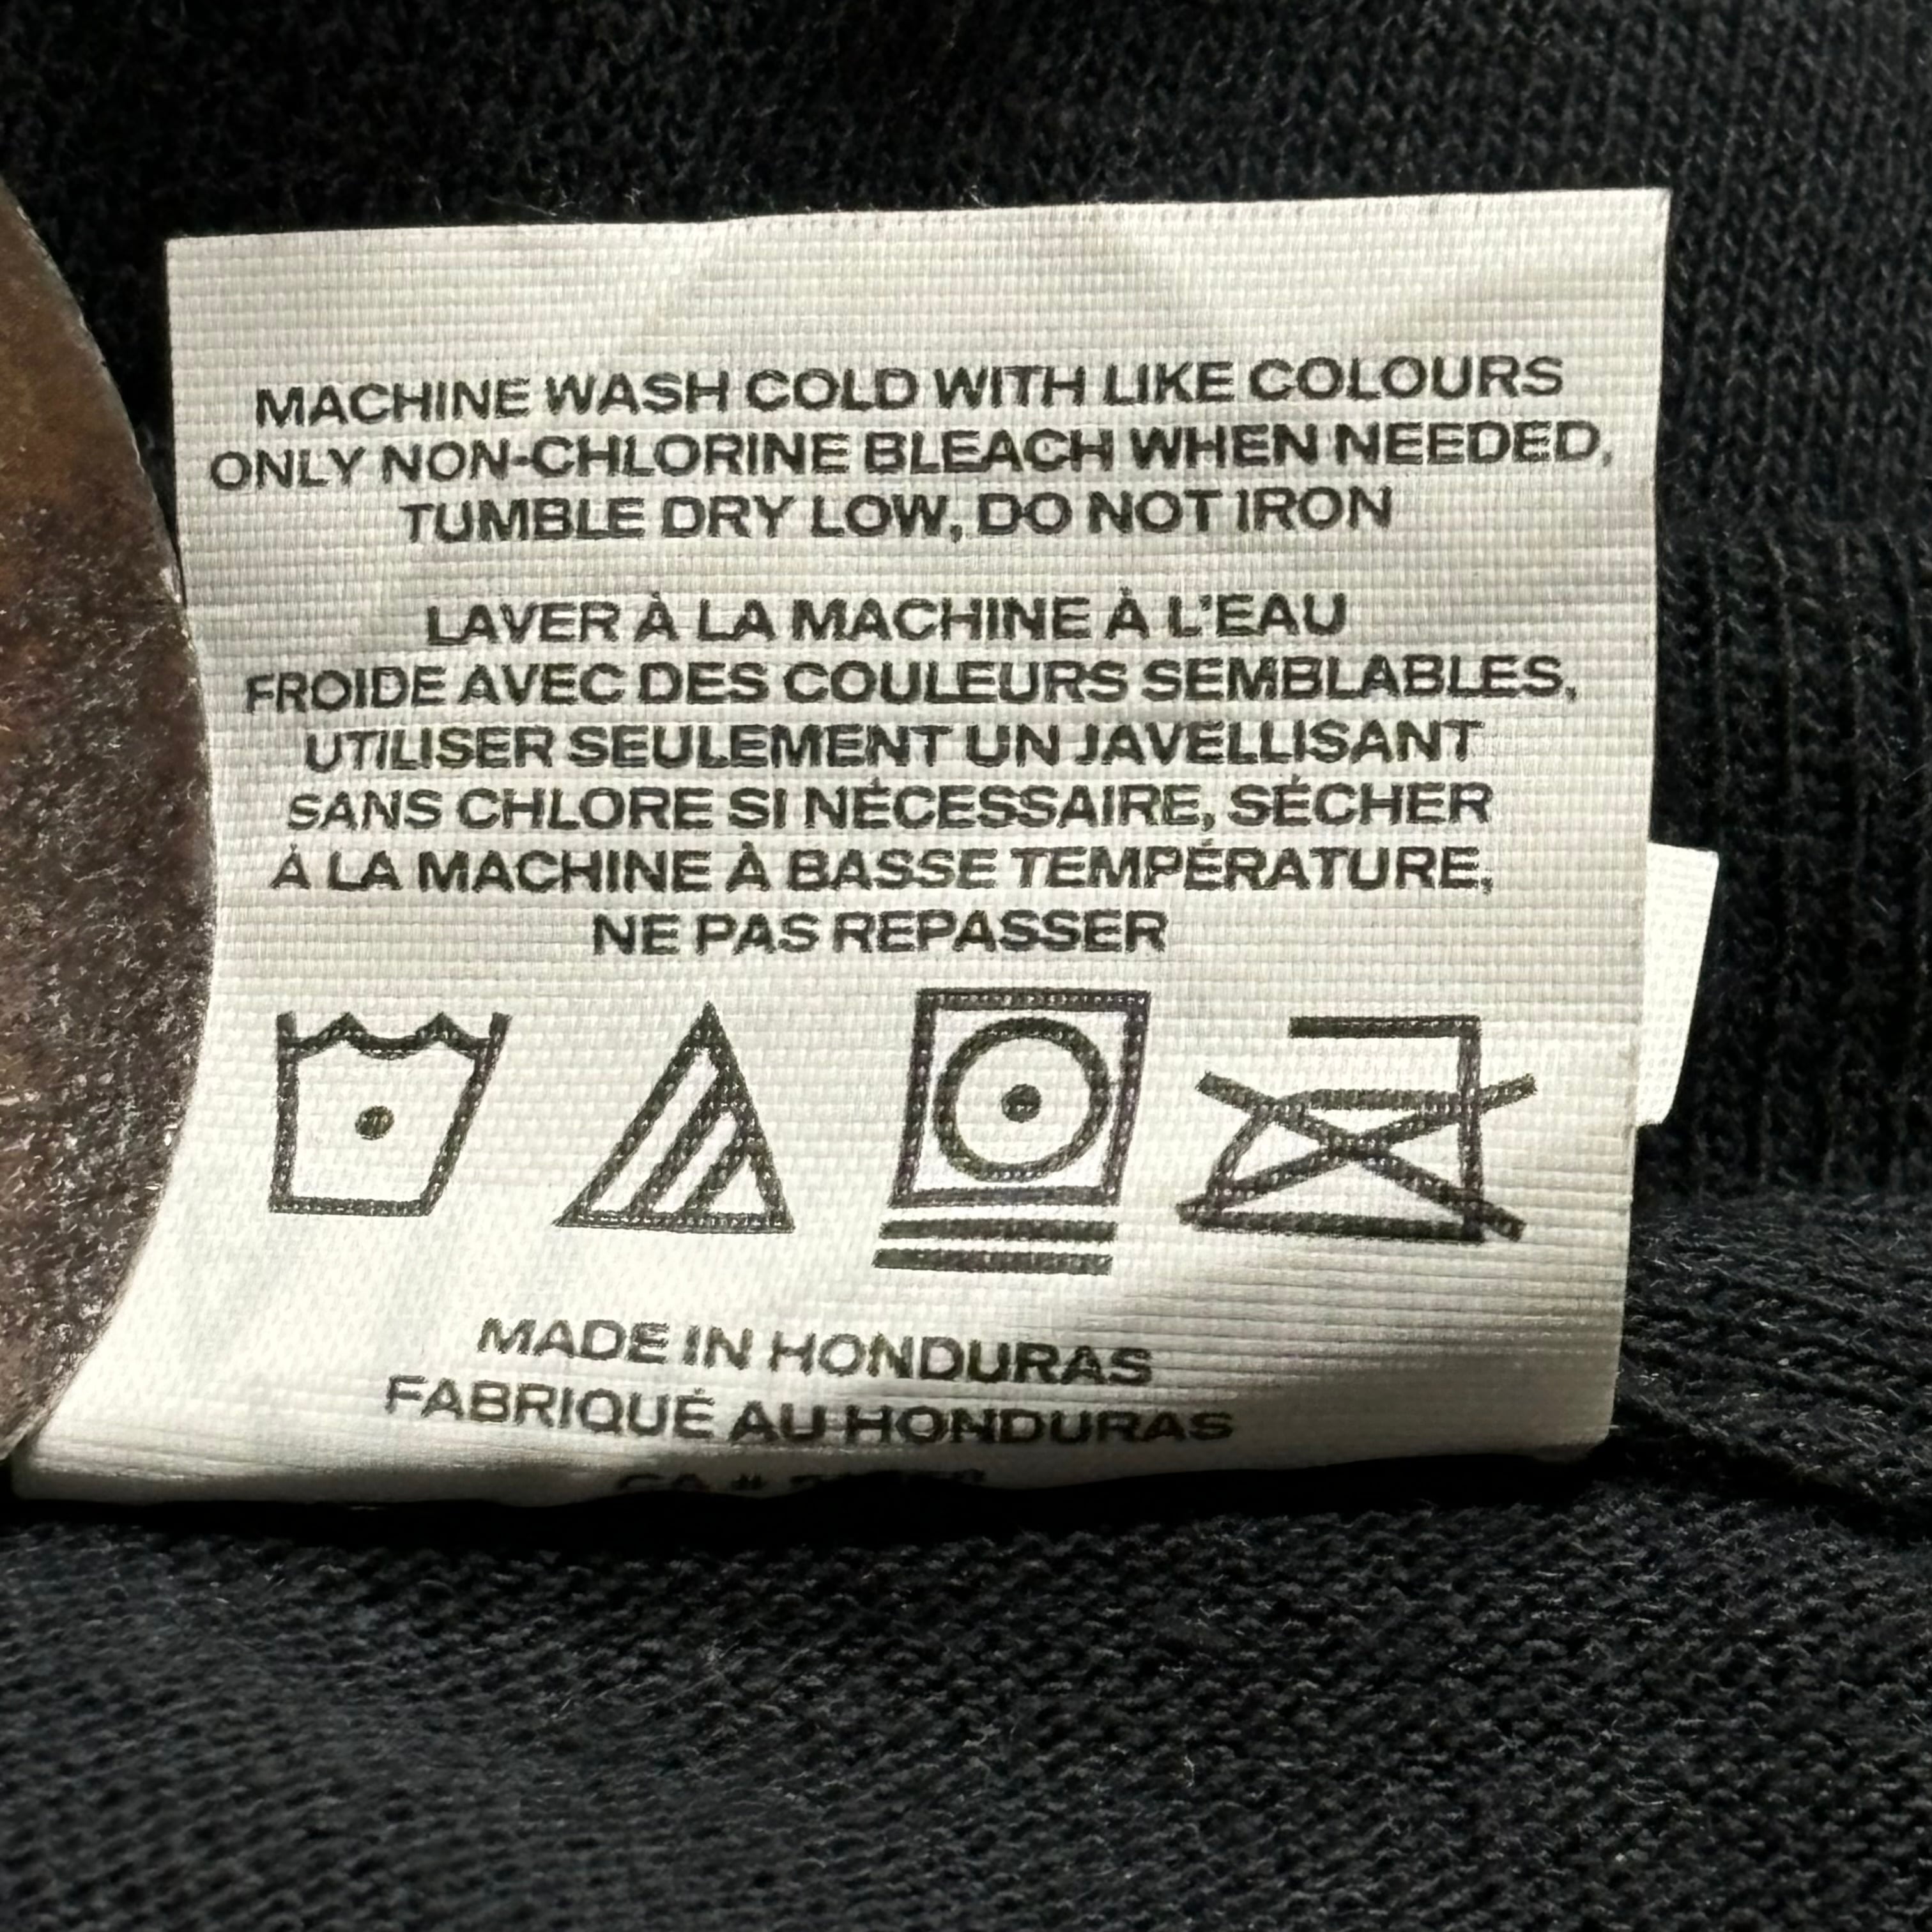 MACHINE WASH COLD WITH LIKE COLOURS
ONLY NON-CHLORINE BLEACH WHEN NEEDED,
TUMBLE DRY LOW, DO NOT IRON
LAVER À LA MACHINE À L'EAU
FROIDE AVEC DES COULEURS SEMBLABLES,
UTILISER SEULEMENT UN JAVELLISANT
SANS CHLORE SI NÉCESSAIRE, SÉCHER
À LA MACHINE À BASSE TEMPÉRATURE,
NE PAS REPASSER
MADE IN HONDURAS
FABRIQUÉ AU HONDURAS
CA #